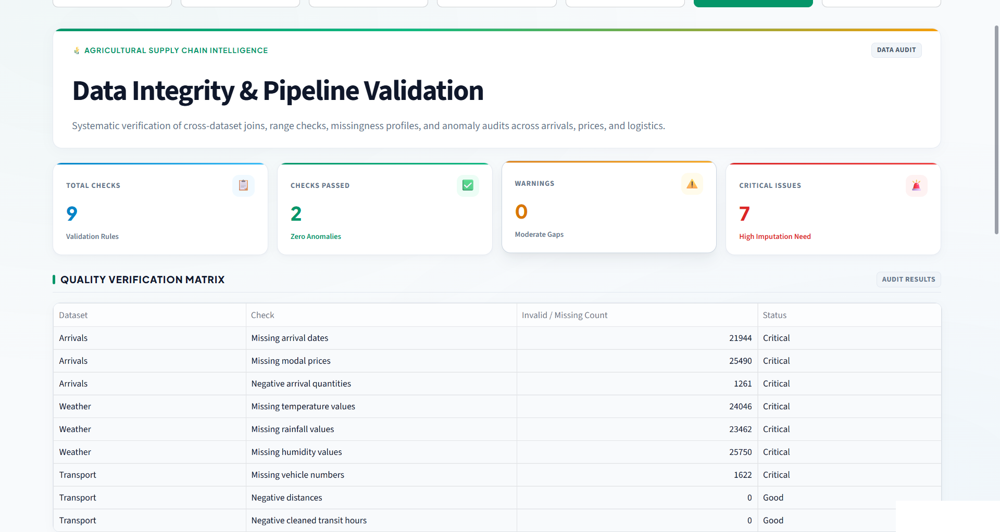 AGRICULTURAL SUPPLY CHAIN INTELLIGENCE
DATA AUDIT
Data Integrity & Pipeline Validation
Systematic verification of cross-dataset joins, range checks, missingness profiles, and anomaly audits across arrivals, prices, and logistics.
TOTAL CHECKS
9
Validation Rules
CHECKS PASSED
2
Zero Anomalies
WARNINGS
0
Moderate Gaps
CRITICAL ISSUES
7
High Imputation Need
QUALITY VERIFICATION MATRIX
AUDIT RESULTS
Dataset Check Invalid / Missing Count Status
Arrivals Missing arrival dates 21944 Critical
Arrivals Missing modal prices 25490 Critical
Arrivals Negative arrival quantities 1261 Critical
Weather Missing temperature values 24046 Critical
Weather Missing rainfall values 23462 Critical
Weather Missing humidity values 25750 Critical
Transport Missing vehicle numbers 1622 Critical
Transport Negative distances 0 Good
Transport Negative cleaned transit hours 0 Good